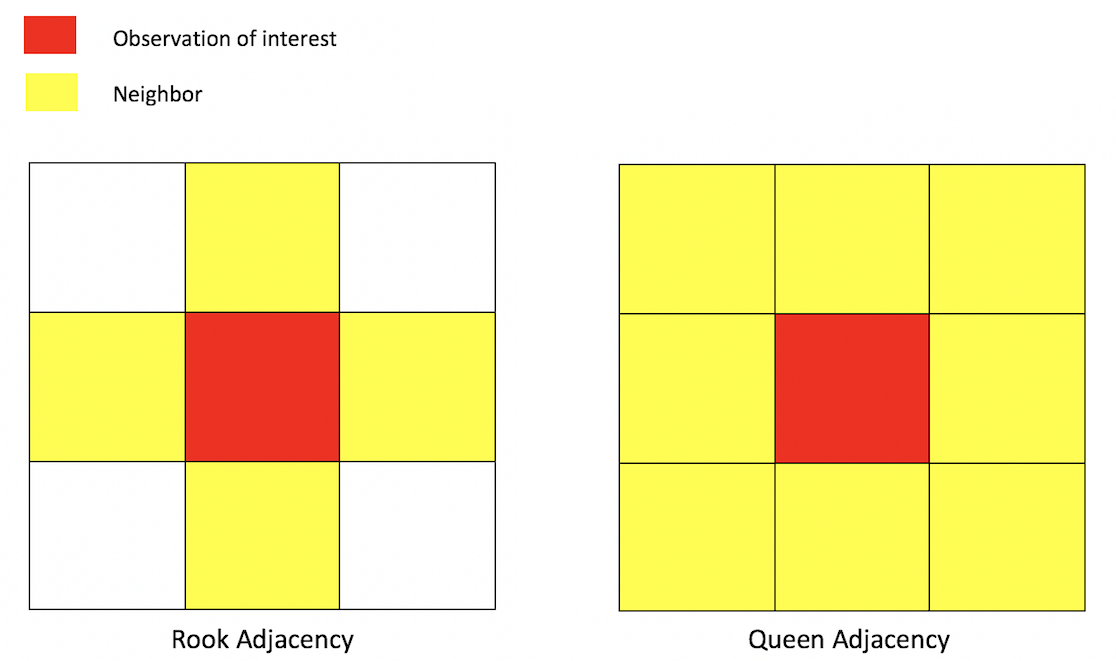 Observation of interest
Neighbor
Rook Adjacency
Queen Adjacency